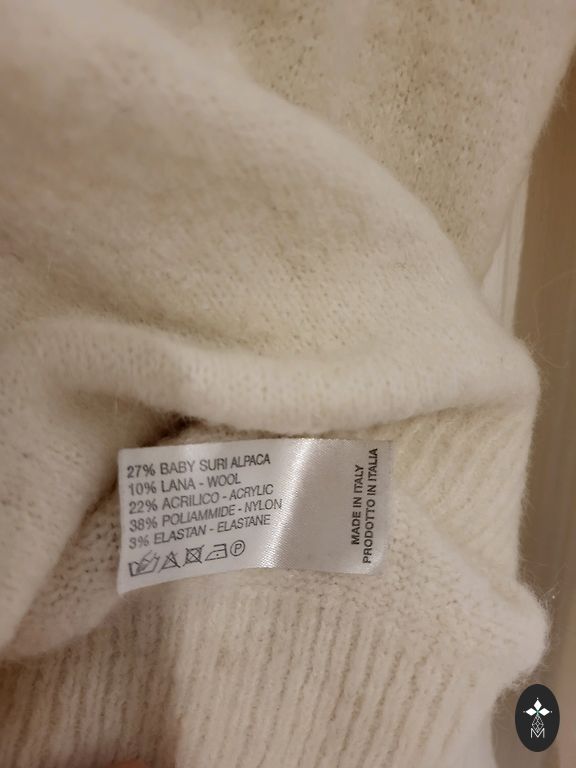 27% BABY SURI ALPACA
10% LANA - WOOL
22% ACRILICO - ACRYLIC
38% POLIAMMIDE - NYLON
3% ELASTAN - ELASTANE
P
MADE IN ITALY
PRODOTTO IN ITALIA
M